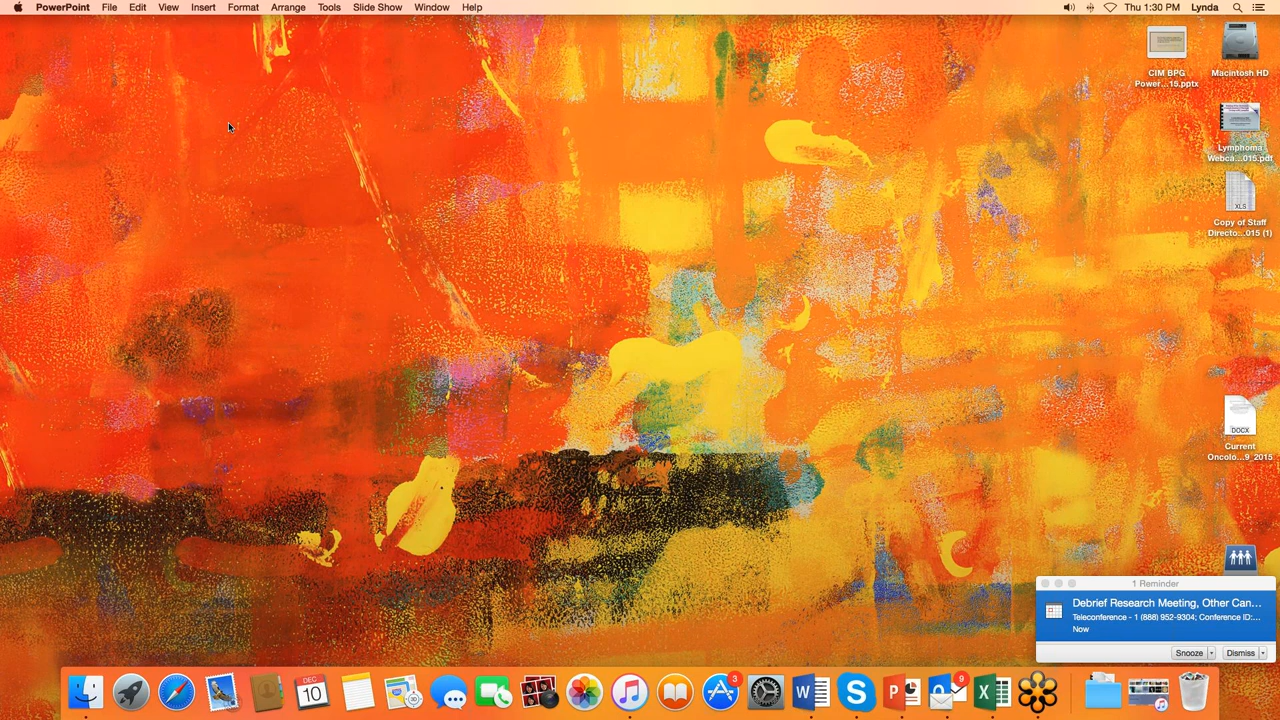 PowerPoint File Edit View Insert Format Arrange Tools Slide Show Window Help Thu 1:30 PM Lynda
CIM BPG
Power...15.pptx
Macintosh HD
Lymphoma
Webca...015.pdf
XLS
Copy of Staff
Directo...015 (1)
DOCX
Current
Oncolo...9_2015
1 Reminder
Debrief Research Meeting, Other Can...
Teleconference - 1 (888) 952-9304; Conference ID:...
Now
Snooze Dismiss
DEC
10
3
9